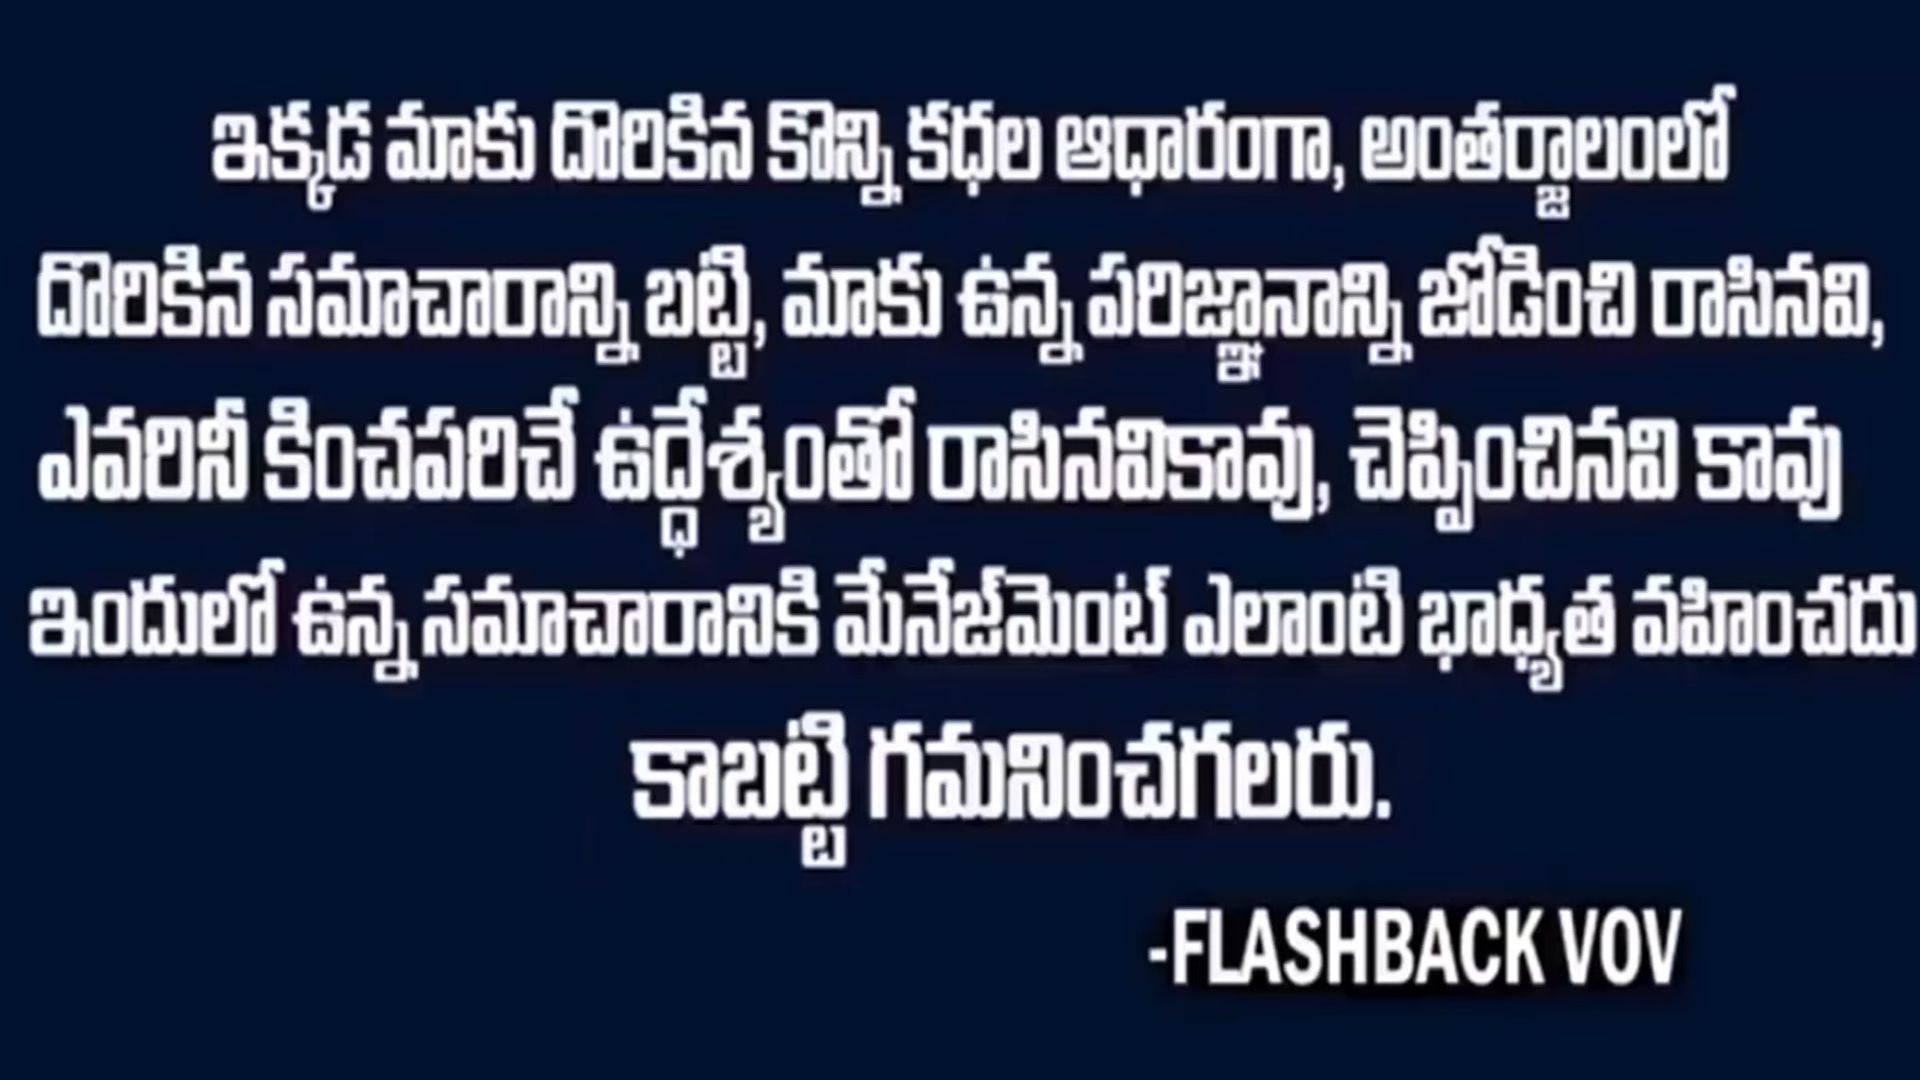 ఇక్కడ మాకు దొరికిన కొన్ని కధల ఆధారంగా, అంతర్జాలంలో
దొరికిన సమాచారాన్ని బట్టి, మాకు ఉన్న పరిజ్ఞానాన్ని జోడించి రాసినవి,
ఎవరినీ కించపరిచే ఉద్ధేశ్యంతో రాసినవికావు, చెప్పించినవి కావు
ఇందులో ఉన్న సమాచారానికి మేనేజ్‌మెంట్ ఎలాంటి భాధ్యత వహించదు
కాబట్టి గమనించగలరు.
-FLASHBACK VOV